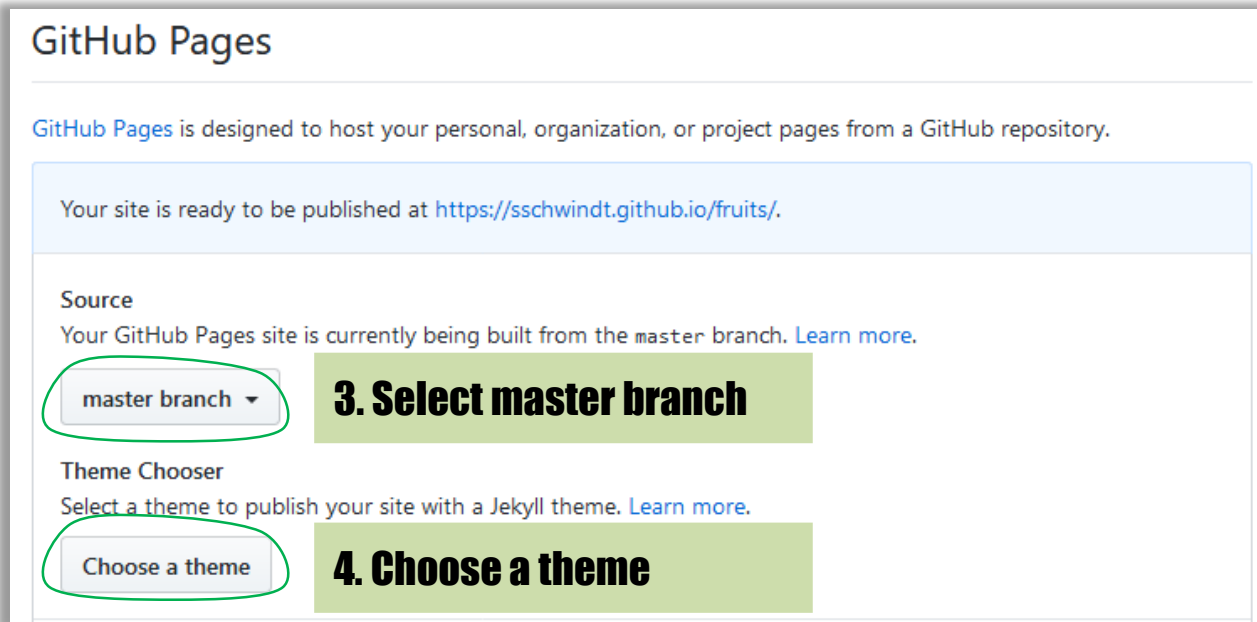 GitHub Pages
GitHub Pages is designed to host your personal, organization, or project pages from a GitHub repository.
Your site is ready to be published at https://sschwindt.github.io/fruits/.
Source
Your GitHub Pages site is currently being built from the master branch. Learn more.
master branch
3. Select master branch
Theme Chooser
Select a theme to publish your site with a Jekyll theme. Learn more.
Choose a theme
4. Choose a theme